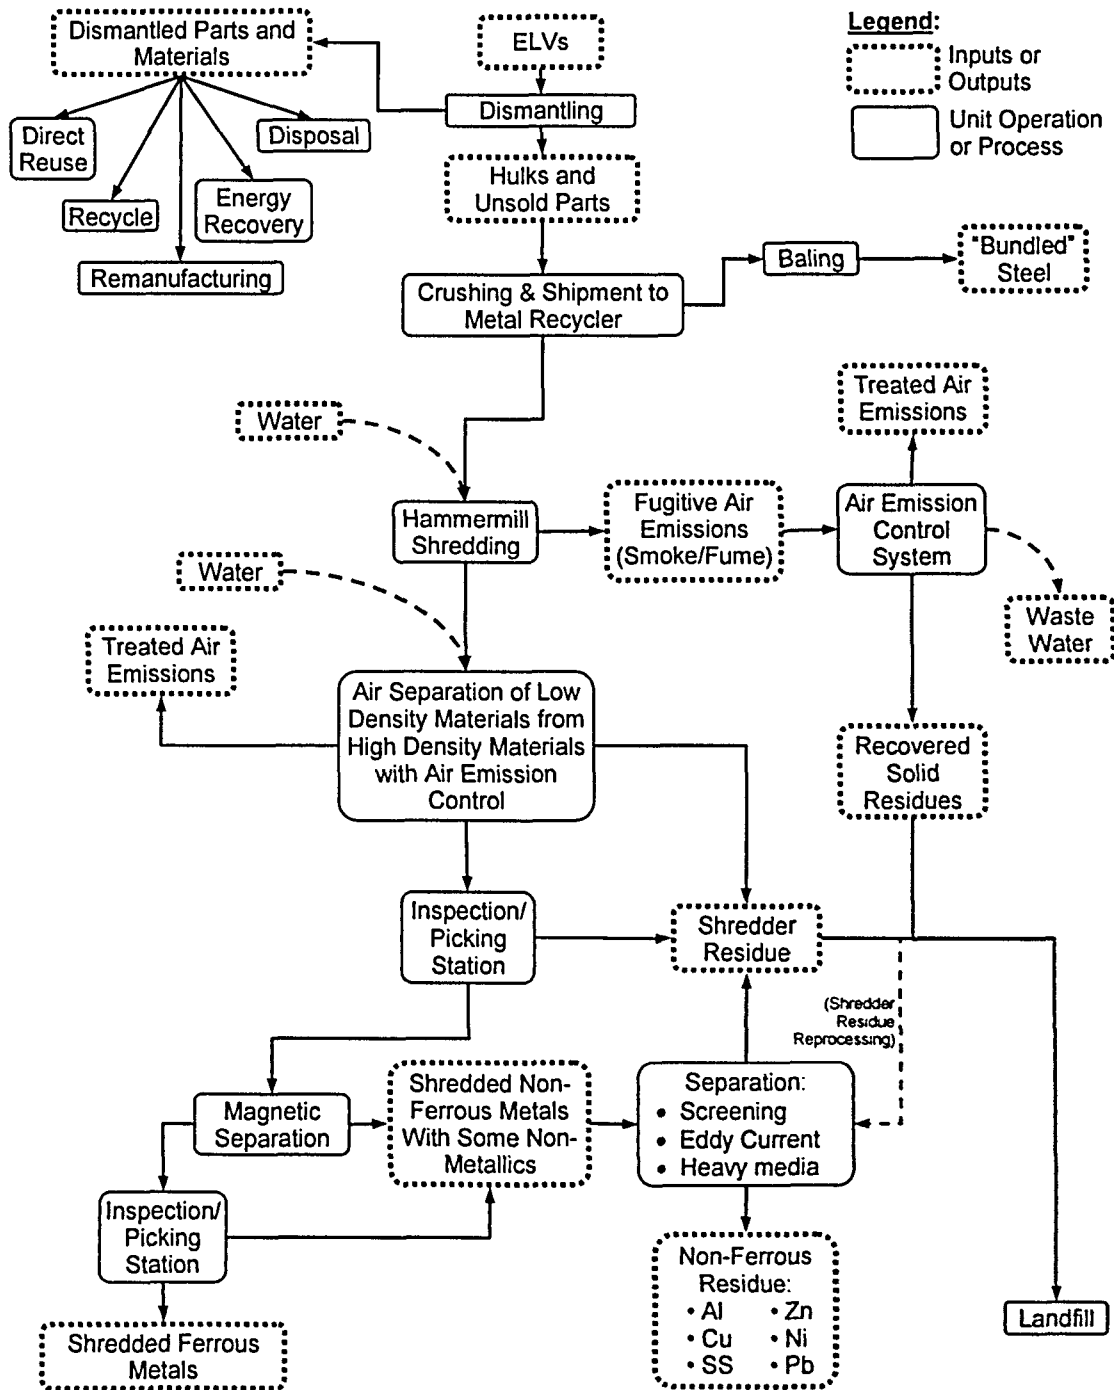 Legend:
Inputs or
Outputs
Unit Operation
or Process
Dismantled Parts and
Materials
ELVs
Dismantling
Direct
Reuse
Disposal
Recycle
Energy
Recovery
Remanufacturing
Hulks and
Unsold Parts
Crushing & Shipment to
Metal Recycler
Baling
"Bundled"
Steel
Water
Hammermill
Shredding
Fugitive Air
Emissions
(Smoke/Fume)
Treated Air
Emissions
Air Emission
Control
System
Waste
Water
Water
Treated Air
Emissions
Air Separation of Low
Density Materials from
High Density Materials
with Air Emission
Control
Recovered
Solid
Residues
Inspection/
Picking
Station
Shredder
Residue
(Shredder
Residue
Reprocessing)
Magnetic
Separation
Shredded Non-
Ferrous Metals
With Some Non-
Metallics
Separation:
• Screening
• Eddy Current
• Heavy media
Inspection/
Picking
Station
Shredded Ferrous
Metals
Non-Ferrous
Residue:
• Al • Zn
• Cu • Ni
• SS • Pb
Landfill